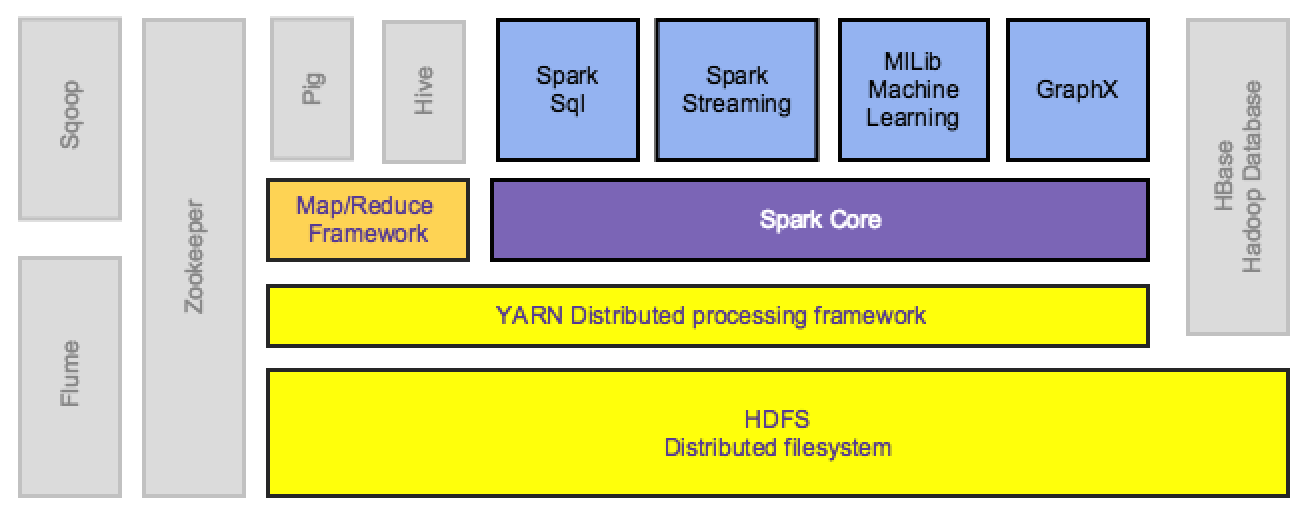 Sqoop
Flume
Zookeeper
Pig
Hive
Spark
Sql
Spark
Streaming
MlLib
Machine
Learning
GraphX
HBase
Hadoop Database
Map/Reduce
Framework
Spark Core
YARN Distributed processing framework
HDFS
Distributed filesystem